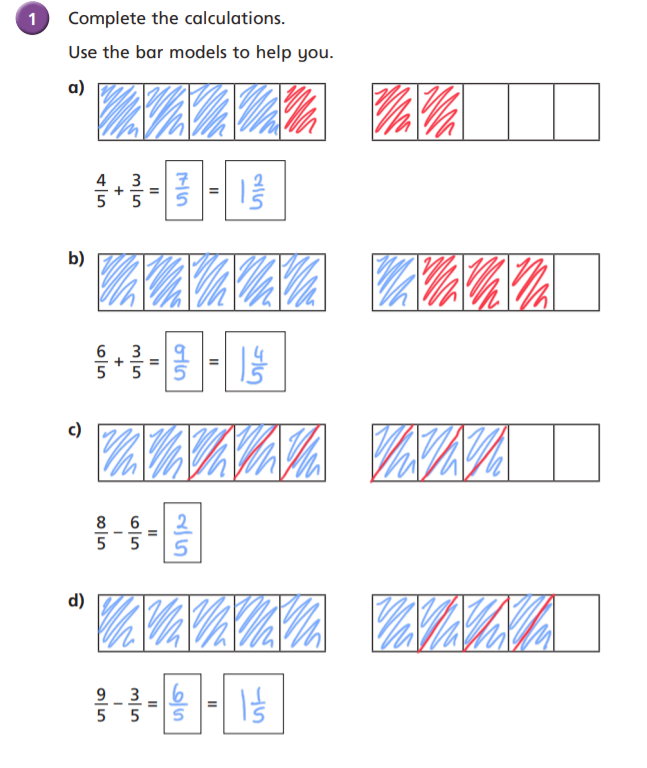 1 Complete the calculations.
Use the bar models to help you.
a)
4/5 + 3/5 = 7/5 = 1 2/5
b)
6/5 + 3/5 = 9/5 = 1 4/5
c)
8/5 - 6/5 = 2/5
d)
9/5 - 3/5 = 6/5 = 1 1/5